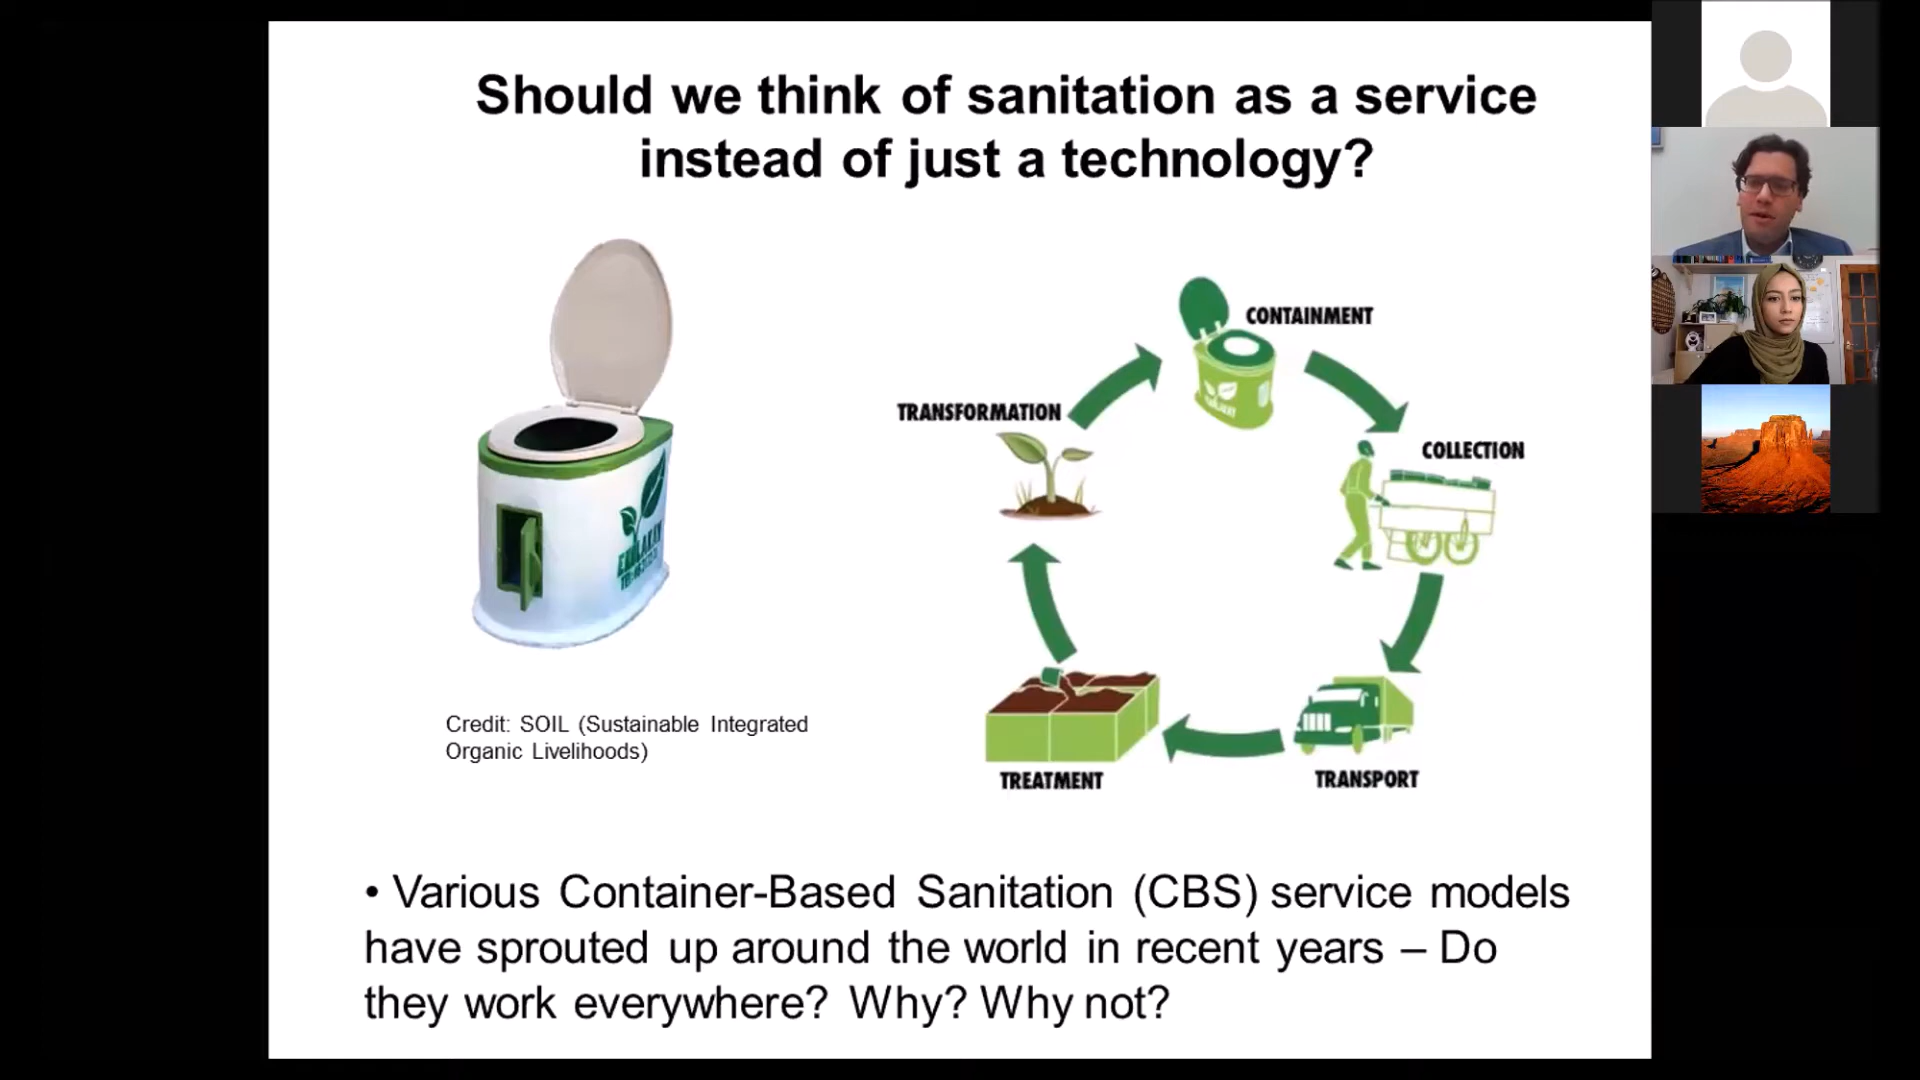 Should we think of sanitation as a service
instead of just a technology?
CONTAINMENT
TRANSFORMATION
COLLECTION
Credit: SOIL (Sustainable Integrated
Organic Livelihoods)
TREATMENT
TRANSPORT
• Various Container-Based Sanitation (CBS) service models
have sprouted up around the world in recent years – Do
they work everywhere? Why? Why not?